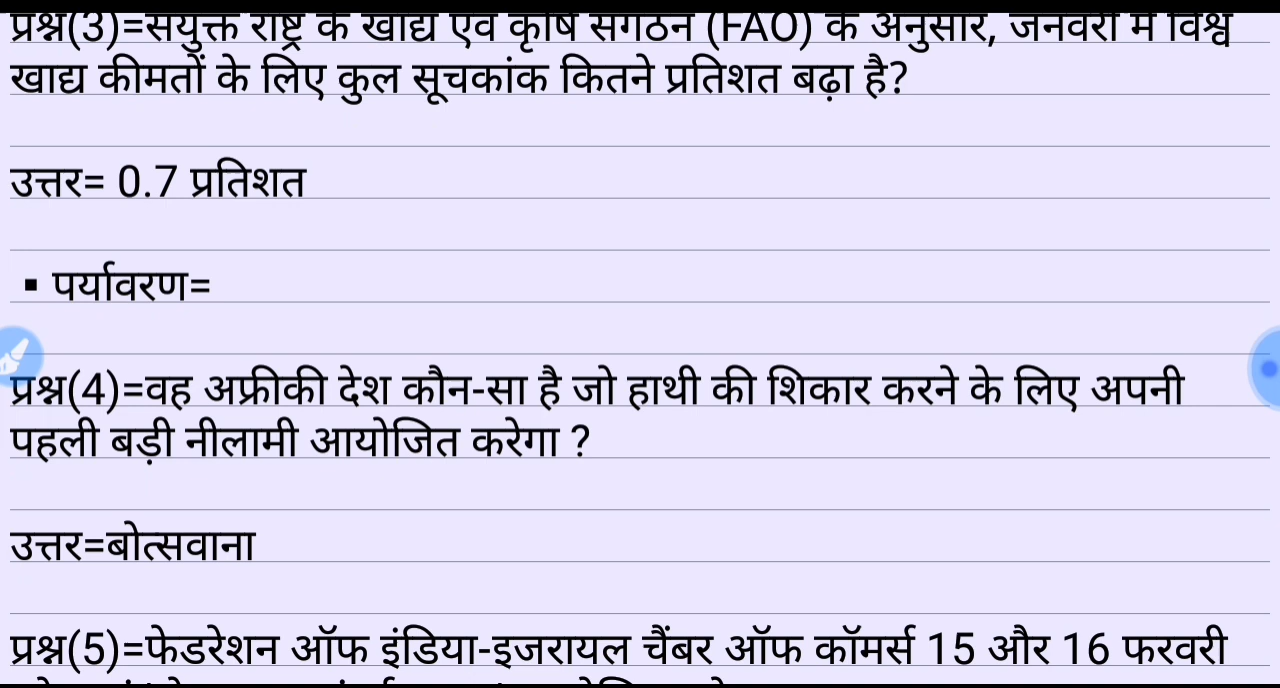 प्रश्न(3)=संयुक्त राष्ट्र के खाद्य एवं कृषि संगठन (FAO) के अनुसार, जनवरी में विश्व
खाद्य कीमतों के लिए कुल सूचकांक कितने प्रतिशत बढ़ा है?
उत्तर= 0.7 प्रतिशत
▪ पर्यावरण=
प्रश्न(4)=वह अफ्रीकी देश कौन-सा है जो हाथी की शिकार करने के लिए अपनी
पहली बड़ी नीलामी आयोजित करेगा ?
उत्तर=बोत्सवाना
प्रश्न(5)=फेडरेशन ऑफ इंडिया-इजरायल चैंबर ऑफ कॉमर्स 15 और 16 फरवरी